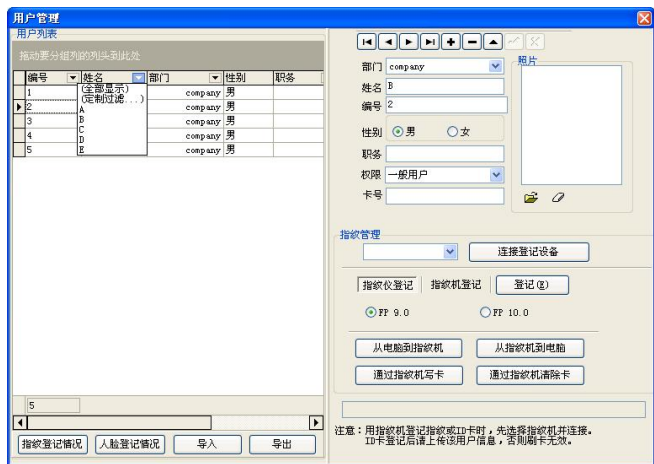 用户管理
用户列表
拖动要分组列的列头到此处
编号 姓名 部门 性别 职务
1 company 男
2 company 男
3 company 男
4 company 男
5 company 男
(全部显示)
(定制过滤...)
A
B
C
D
E
5
指纹登记情况 人脸登记情况 导入 导出
部门 company
姓名 B
编号 2
性别 男 女
职务
权限 一般用户
卡号
照片
指纹管理
连接登记设备
指纹仪登记 指纹机登记 登记(E)
FP 9.0 FP 10.0
从电脑到指纹机 从指纹机到电脑
通过指纹机写卡 通过指纹机清除卡
注意：用指纹机登记指纹或ID卡时，先选择指纹机并连接。
ID卡登记后请上传该用户信息，否则刷卡无效。